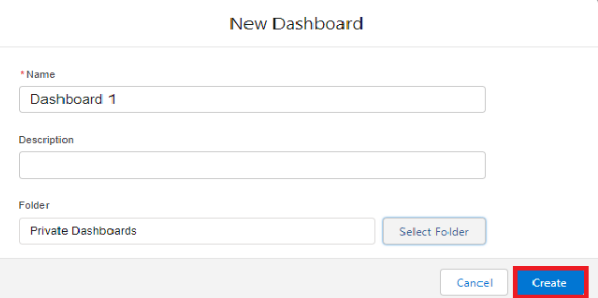 New Dashboard
* Name
Dashboard 1
Description
Folder
Private Dashboards
Select Folder
Cancel
Create